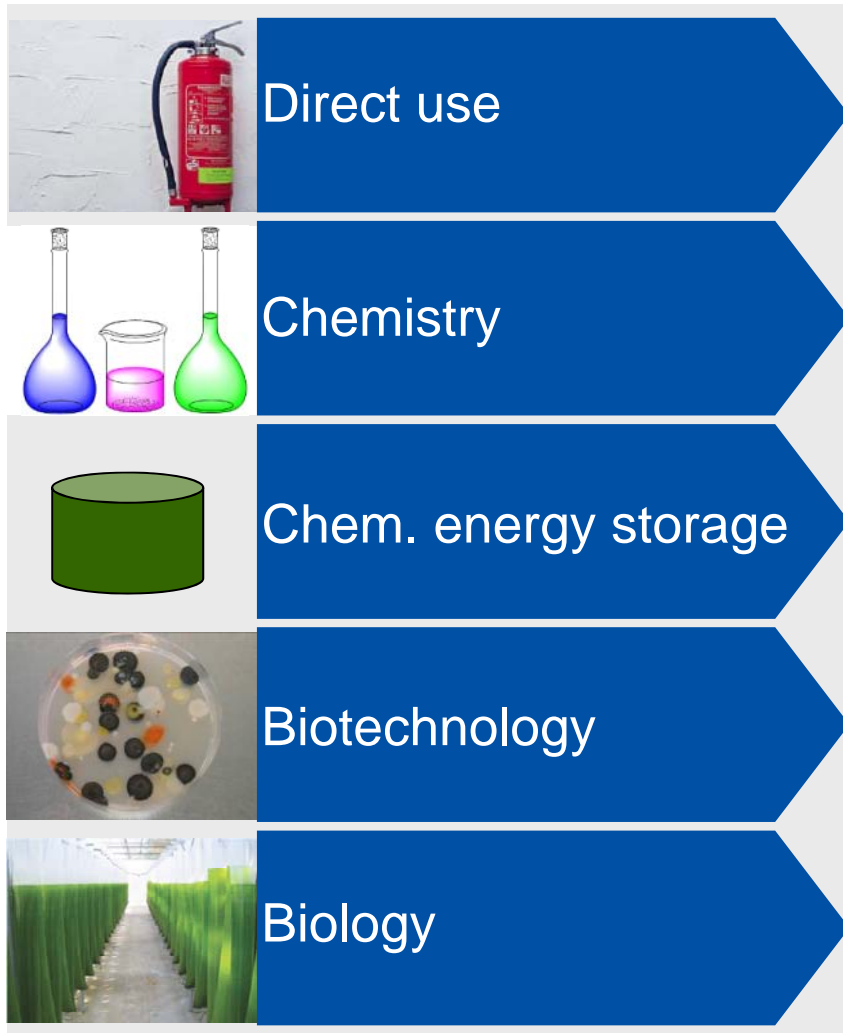 Direct use
Chemistry
Chem. energy storage
Biotechnology
Biology